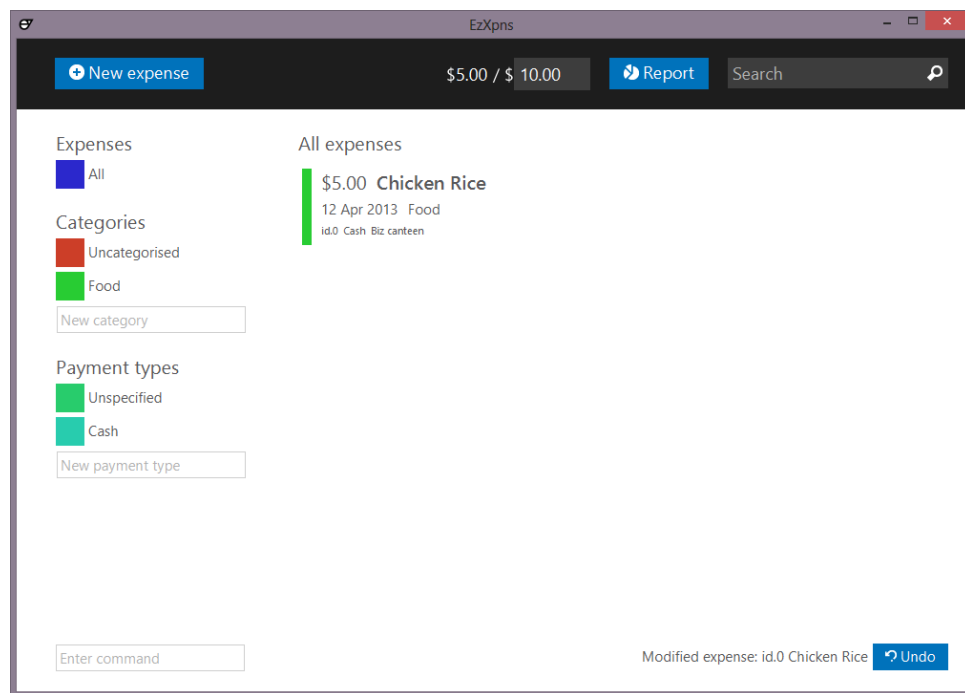 EzXpns
New expense
$5.00 / $ 10.00
Report
Search
Expenses
All
Categories
Uncategorised
Food
New category
Payment types
Unspecified
Cash
New payment type
Enter command
All expenses
$5.00 Chicken Rice
12 Apr 2013 Food
id.0 Cash Biz canteen
Modified expense: id.0 Chicken Rice
Undo